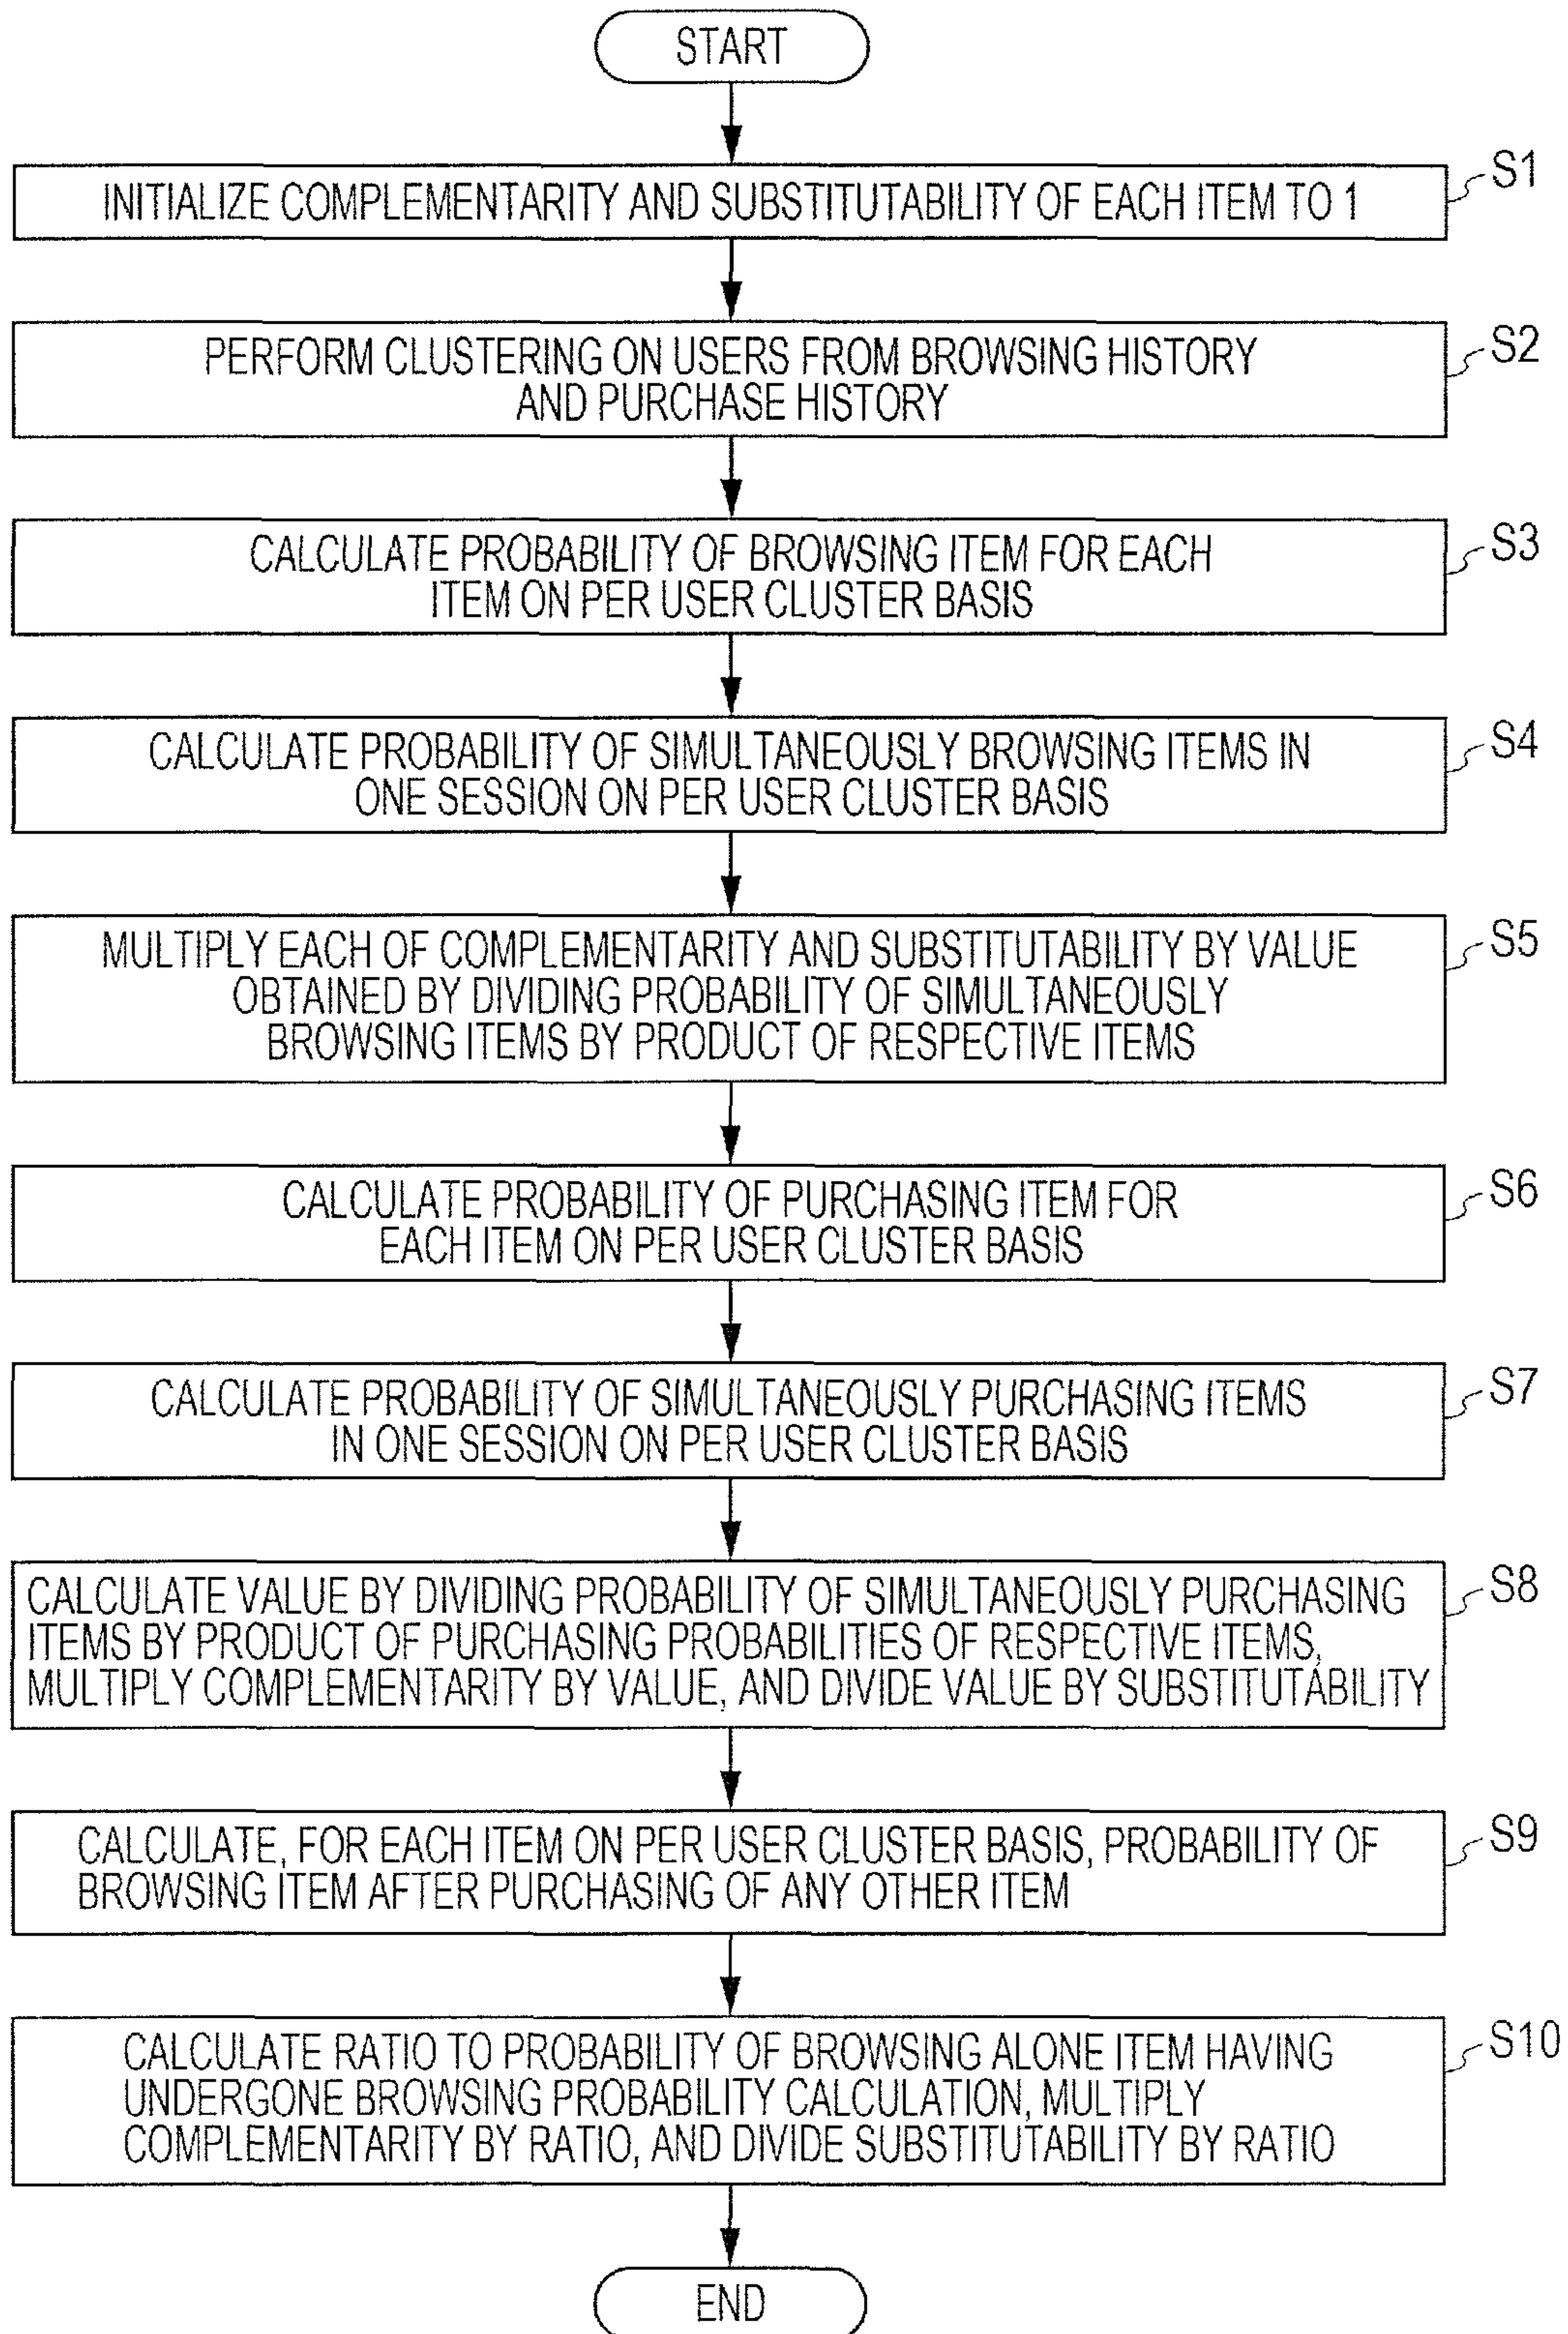 START
S1
INITIALIZE COMPLEMENTARITY AND SUBSTITUTABILITY OF EACH ITEM TO 1
S2
PERFORM CLUSTERING ON USERS FROM BROWSING HISTORY
AND PURCHASE HISTORY
S3
CALCULATE PROBABILITY OF BROWSING ITEM FOR EACH
ITEM ON PER USER CLUSTER BASIS
S4
CALCULATE PROBABILITY OF SIMULTANEOUSLY BROWSING ITEMS IN
ONE SESSION ON PER USER CLUSTER BASIS
S5
MULTIPLY EACH OF COMPLEMENTARITY AND SUBSTITUTABILITY BY VALUE
OBTAINED BY DIVIDING PROBABILITY OF SIMULTANEOUSLY
BROWSING ITEMS BY PRODUCT OF RESPECTIVE ITEMS
S6
CALCULATE PROBABILITY OF PURCHASING ITEM FOR
EACH ITEM ON PER USER CLUSTER BASIS
S7
CALCULATE PROBABILITY OF SIMULTANEOUSLY PURCHASING ITEMS
IN ONE SESSION ON PER USER CLUSTER BASIS
S8
CALCULATE VALUE BY DIVIDING PROBABILITY OF SIMULTANEOUSLY PURCHASING
ITEMS BY PRODUCT OF PURCHASING PROBABILITIES OF RESPECTIVE ITEMS,
MULTIPLY COMPLEMENTARITY BY VALUE, AND DIVIDE VALUE BY SUBSTITUTABILITY
S9
CALCULATE, FOR EACH ITEM ON PER USER CLUSTER BASIS, PROBABILITY OF
BROWSING ITEM AFTER PURCHASING OF ANY OTHER ITEM
S10
CALCULATE RATIO TO PROBABILITY OF BROWSING ALONE ITEM HAVING
UNDERGONE BROWSING PROBABILITY CALCULATION, MULTIPLY
COMPLEMENTARITY BY RATIO, AND DIVIDE SUBSTITUTABILITY BY RATIO
END